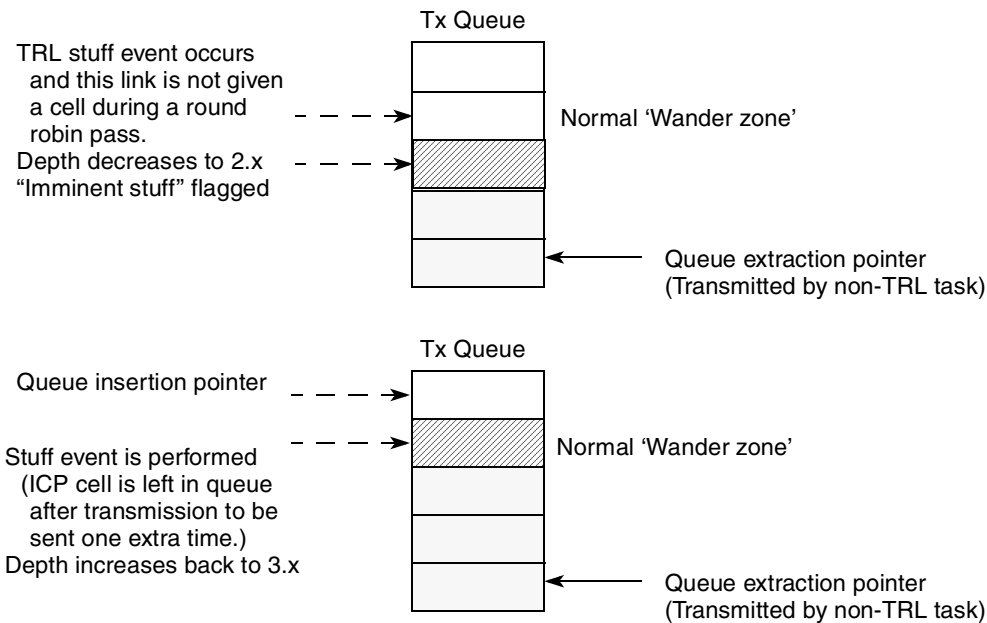 Tx Queue
TRL stuff event occurs
and this link is not given
a cell during a round
robin pass.
Depth decreases to 2.x
“Imminent stuff” flagged
Normal ‘Wander zone’
Queue extraction pointer
(Transmitted by non-TRL task)
Tx Queue
Queue insertion pointer
Stuff event is performed
(ICP cell is left in queue
after transmission to be
sent one extra time.)
Depth increases back to 3.x
Normal ‘Wander zone’
Queue extraction pointer
(Transmitted by non-TRL task)